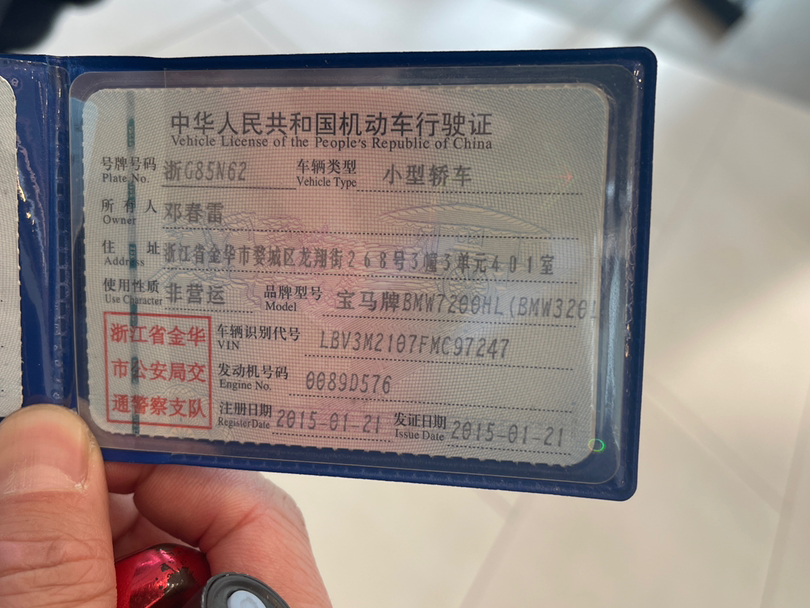 中华人民共和国机动车行驶证
Vehicle License of the People's Republic of China
号牌号码 浙G85N62 车辆类型 小型轿车
Plate No. Vehicle Type
所有人 邓春雷
Owner
住址 浙江省金华市婺城区龙翔街268号3幢3单元401室
Address
使用性质 非营运 品牌型号 宝马牌BMW7200HL(BMW320L
Use Character Model
浙江省金华
市公安局交
通警察支队
车辆识别代号 LBV3M2107FMC97247
VIN
发动机号码 0089D576
Engine No.
注册日期 2015-01-21 发证日期 2015-01-21
Register Date Issue Date